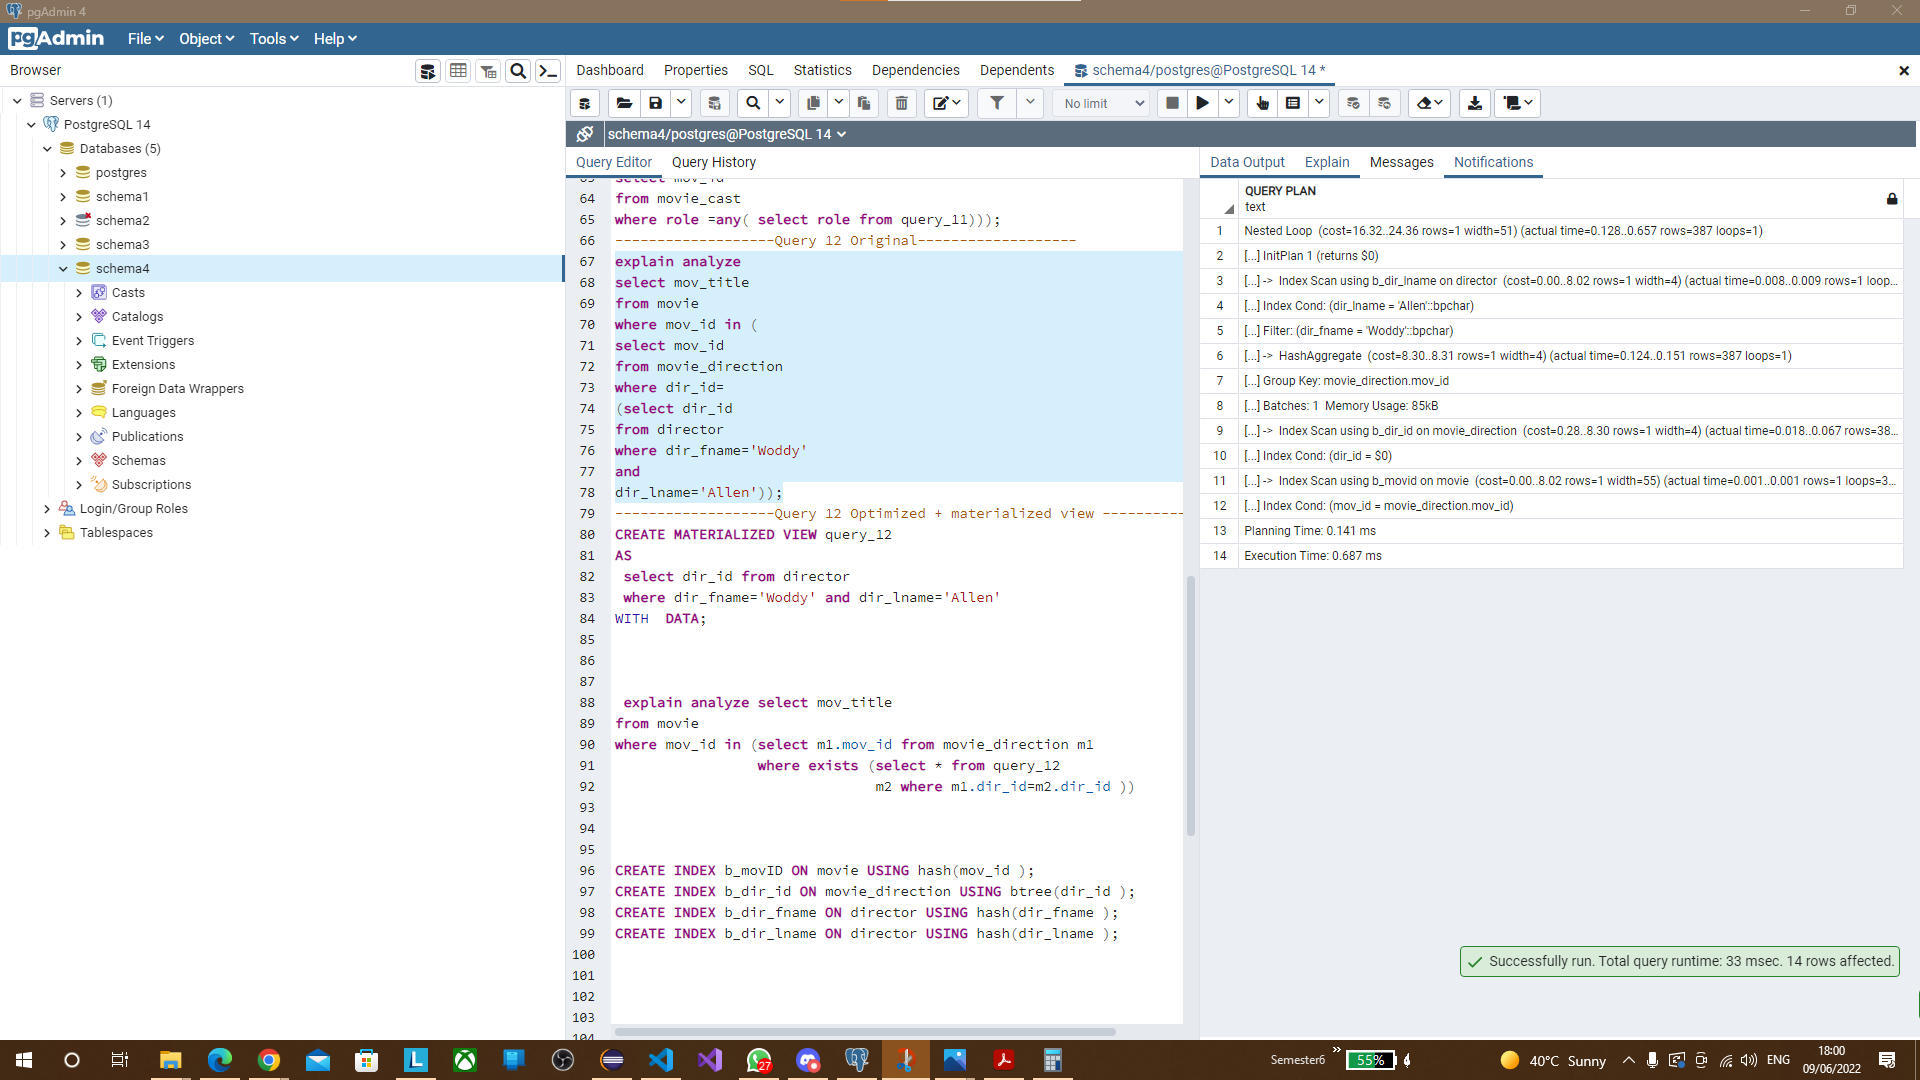 pgAdmin 4
pgAdmin
File
Object
Tools
Help
Browser
Dashboard
Properties
SQL
Statistics
Dependencies
Dependents
schema4/postgres@PostgreSQL 14 *
No limit
Servers (1)
PostgreSQL 14
Databases (5)
postgres
schema1
schema2
schema3
schema4
Casts
Catalogs
Event Triggers
Extensions
Foreign Data Wrappers
Languages
Publications
Schemas
Subscriptions
Login/Group Roles
Tablespaces
schema4/postgres@PostgreSQL 14
Query Editor
Query History
63 select mov_id
64 from movie_cast
65 where role =any( select role from query_11)));
66 -------------------Query 12 Original-------------------
67 explain analyze
68 select mov_title
69 from movie
70 where mov_id in (
71 select mov_id
72 from movie_direction
73 where dir_id=
74 (select dir_id
75 from director
76 where dir_fname='Woddy'
77 and
78 dir_lname='Allen'));
79 -------------------Query 12 Optimized + materialized view ----------
80 CREATE MATERIALIZED VIEW query_12
81 AS
82 select dir_id from director
83 where dir_fname='Woddy' and dir_lname='Allen'
84 WITH  DATA;
85
86
87
88 explain analyze select mov_title
89 from movie
90 where mov_id in (select m1.mov_id from movie_direction m1
91 where exists (select * from query_12
92 m2 where m1.dir_id=m2.dir_id ))
93
94
95
96 CREATE INDEX b_movID ON movie USING hash(mov_id );
97 CREATE INDEX b_dir_id ON movie_direction USING btree(dir_id );
98 CREATE INDEX b_dir_fname ON director USING hash(dir_fname );
99 CREATE INDEX b_dir_lname ON director USING hash(dir_lname );
100
101
102
103
104
Data Output
Explain
Messages
Notifications
QUERY PLAN
text
1 Nested Loop (cost=16.32..24.36 rows=1 width=51) (actual time=0.128..0.657 rows=387 loops=1)
2 [...] InitPlan 1 (returns $0)
3 [...] -> Index Scan using b_dir_lname on director (cost=0.00..8.02 rows=1 width=4) (actual time=0.008..0.009 rows=1 loop...
4 [...] Index Cond: (dir_lname = 'Allen'::bpchar)
5 [...] Filter: (dir_fname = 'Woddy'::bpchar)
6 [...] -> HashAggregate (cost=8.30..8.31 rows=1 width=4) (actual time=0.124..0.151 rows=387 loops=1)
7 [...] Group Key: movie_direction.mov_id
8 [...] Batches: 1 Memory Usage: 85kB
9 [...] -> Index Scan using b_dir_id on movie_direction (cost=0.28..8.30 rows=1 width=4) (actual time=0.018..0.067 rows=38...
10 [...] Index Cond: (dir_id = $0)
11 [...] -> Index Scan using b_movid on movie (cost=0.00..8.02 rows=1 width=55) (actual time=0.001..0.001 rows=1 loops=3...
12 [...] Index Cond: (mov_id = movie_direction.mov_id)
13 Planning Time: 0.141 ms
14 Execution Time: 0.687 ms
Successfully run. Total query runtime: 33 msec. 14 rows affected.
L
27
Semester6
55%
40°C Sunny
ENG
18:00
09/06/2022